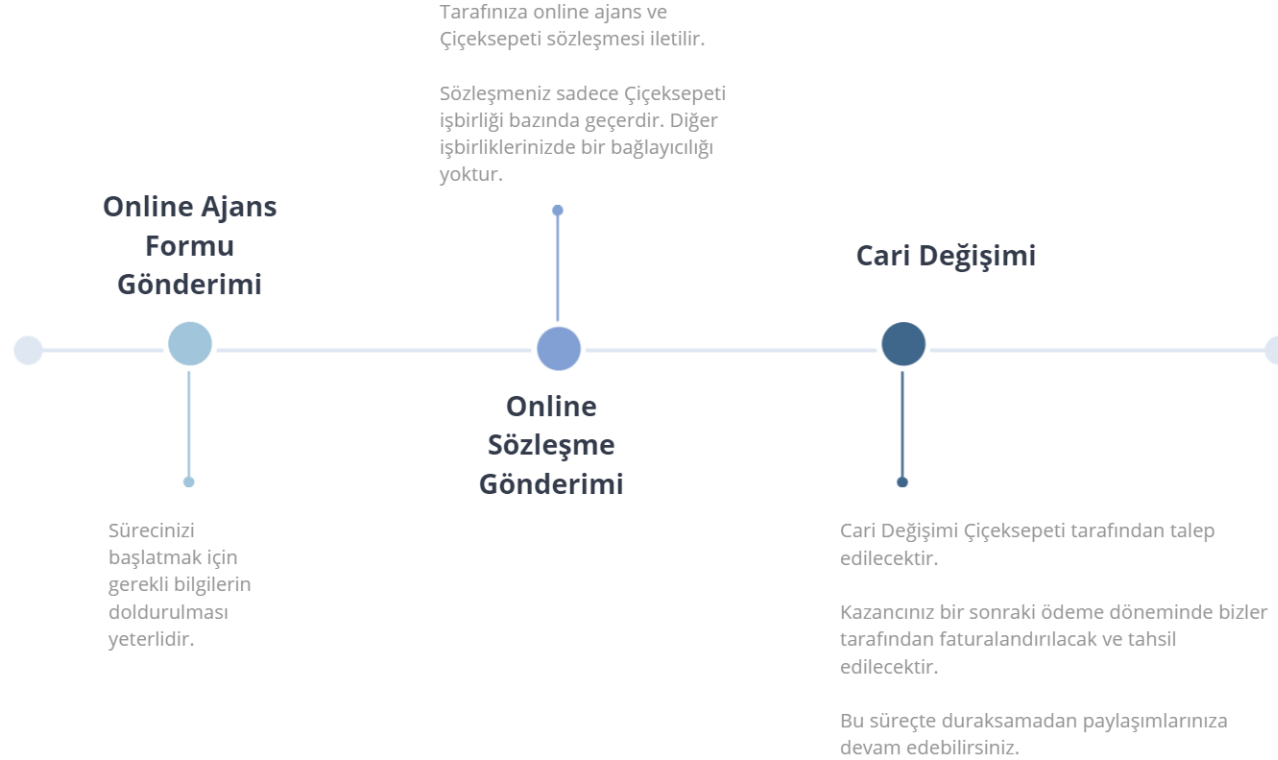 Online Ajans
Formu
Gönderimi
Sürecinizi
başlatmak için
gerekli bilgilerin
doldurulması
yeterlidir.
Tarafınıza online ajans ve
Çiçeksepeti sözleşmesi iletilir.
Sözleşmeniz sadece Çiçeksepeti
işbirliği bazında geçerdir. Diğer
işbirliklerinizde bir bağlayıcılığı
yoktur.
Online
Sözleşme
Gönderimi
Cari Değişimi
Cari Değişimi Çiçeksepeti tarafından talep
edilecektir.
Kazancınız bir sonraki ödeme döneminde bizler
tarafından faturalandırılacak ve tahsil
edilecektir.
Bu süreçte duraksamadan paylaşımlarınıza
devam edebilirsiniz.